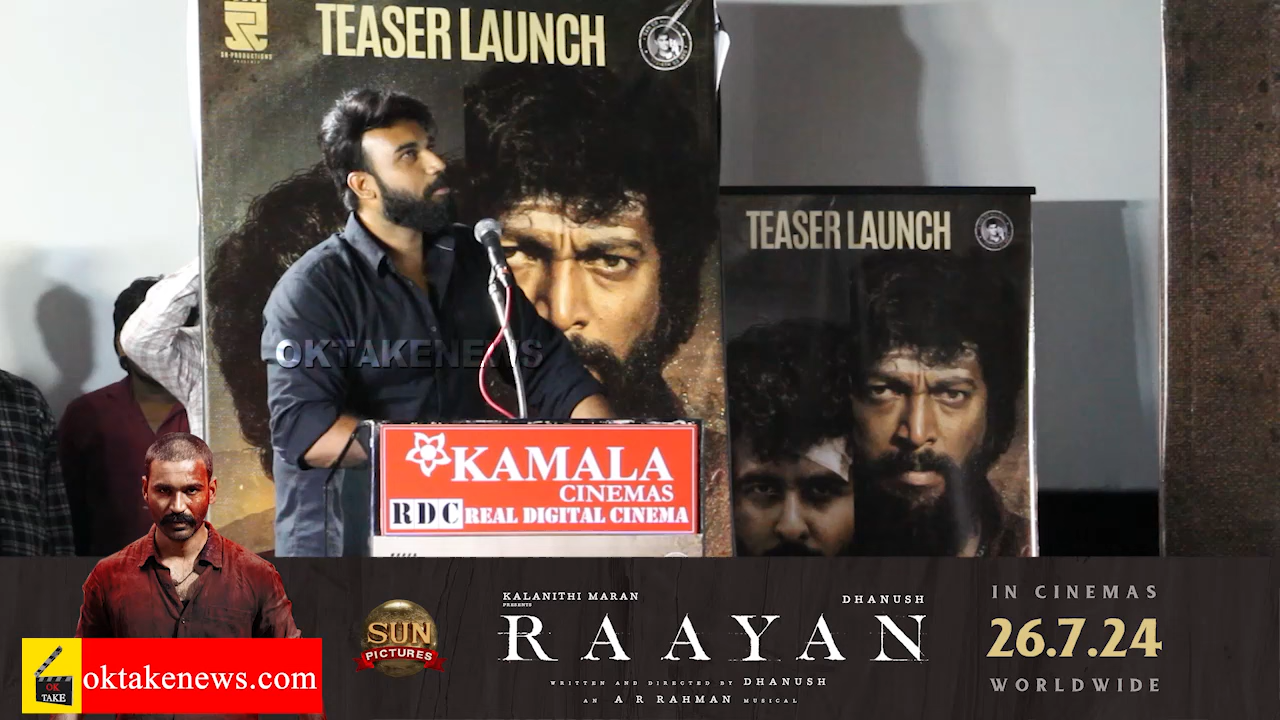 SR
SR-PRODUCTIONS
PRESENTS
TEASER LAUNCH
TEASER LAUNCH
OKTAKENEWS
KAMALA
CINEMAS
RDC REAL DIGITAL CINEMA
KALANITHI MARAN
PRESENTS
DHANUSH
SUN
PICTURES
RAAYAN
WRITTEN AND DIRECTED BY DHANUSH
AN A R RAHMAN MUSICAL
IN CINEMAS
26.7.24
WORLDWIDE
OK
TAKE
oktakenews.com